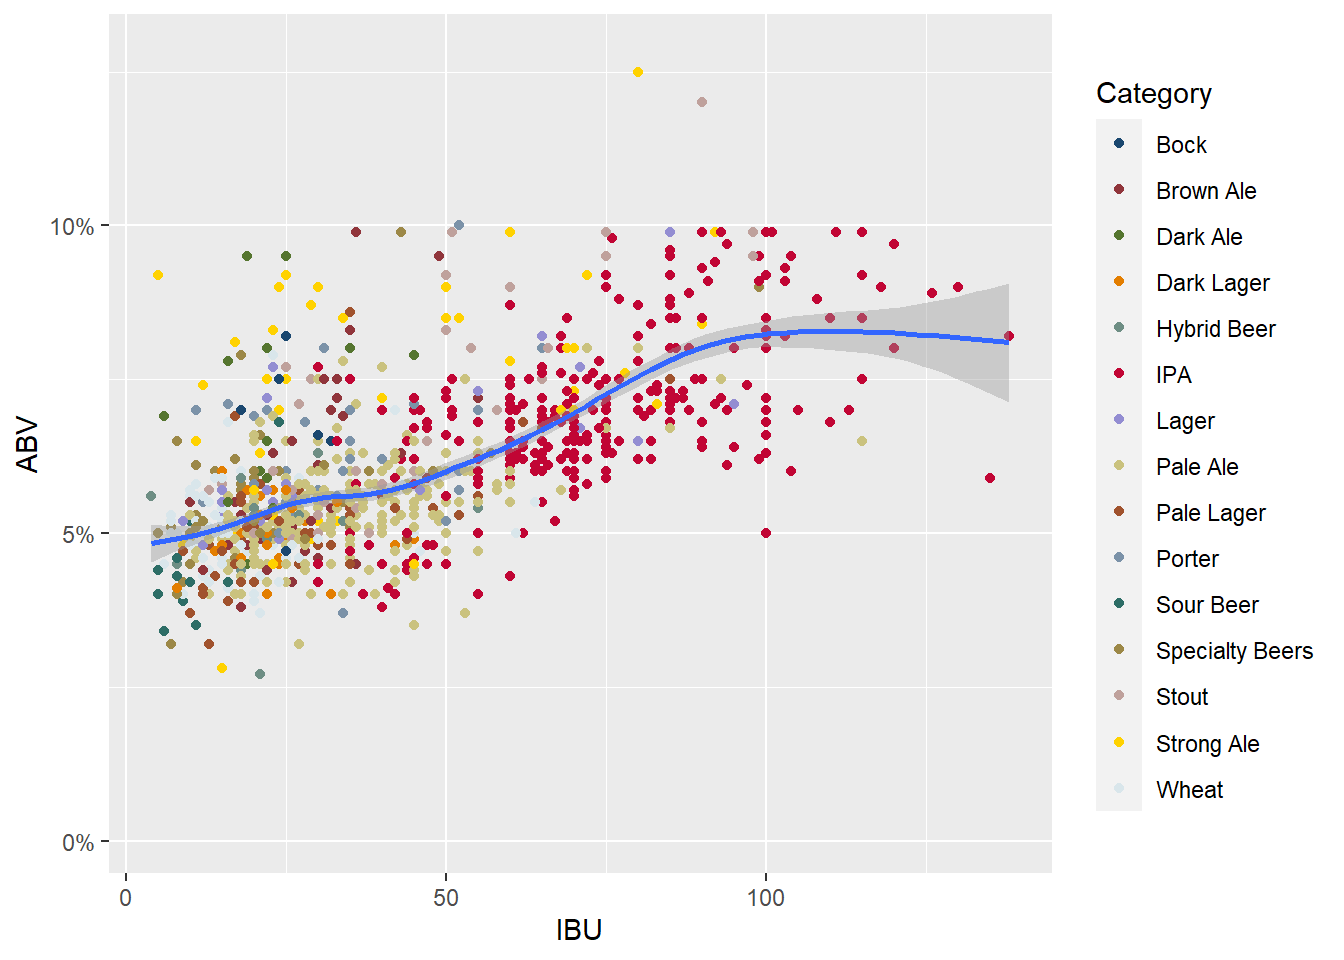 ABV
10%
5%
0%
0
50
100
IBU
Category
Bock
Brown Ale
Dark Ale
Dark Lager
Hybrid Beer
IPA
Lager
Pale Ale
Pale Lager
Porter
Sour Beer
Specialty Beers
Stout
Strong Ale
Wheat